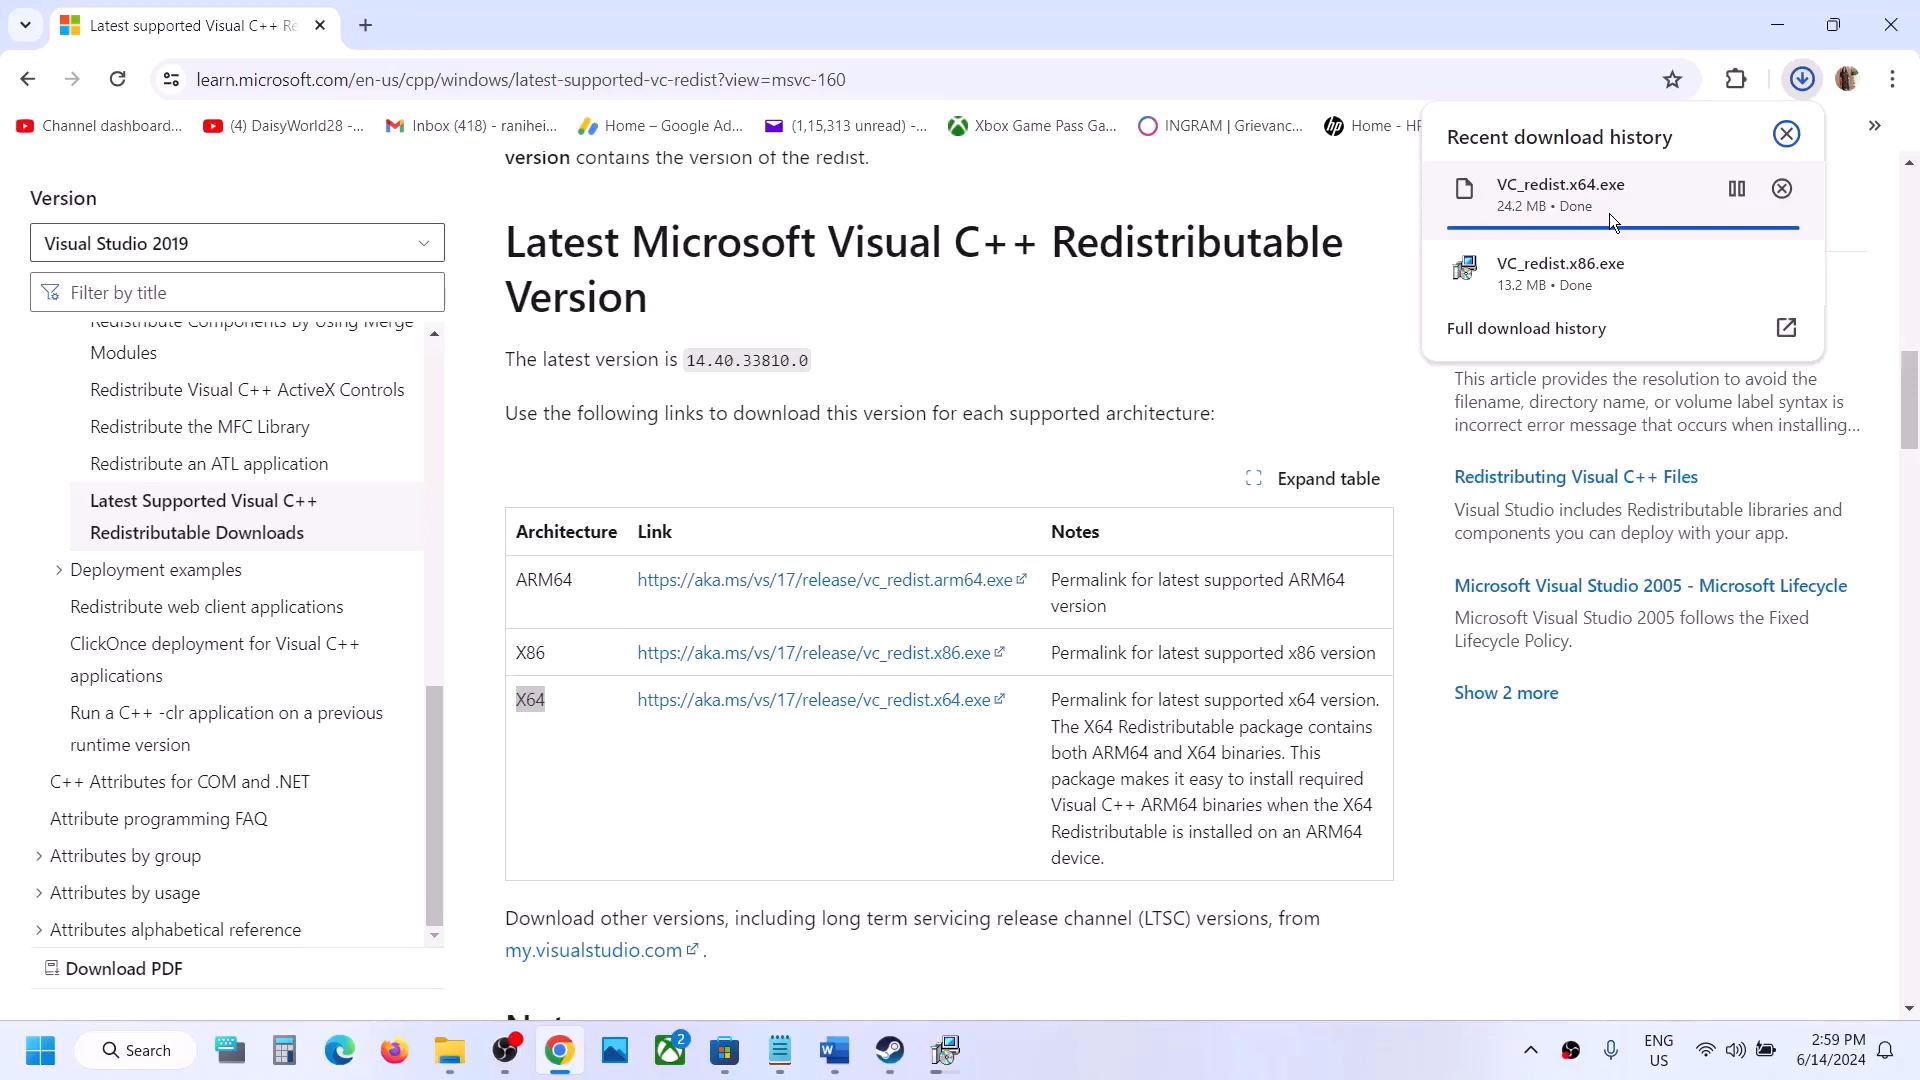 Latest supported Visual C++ Re
learn.microsoft.com/en-us/cpp/windows/latest-supported-vc-redist?view=msvc-160
Channel dashboard...
(4) DaisyWorld28 -...
Inbox (418) - ranihei...
Home – Google Ad...
(1,15,313 unread) -...
Xbox Game Pass Ga...
INGRAM | Grievanc...
Home - HP
Recent download history
VC_redist.x64.exe
24.2 MB • Done
VC_redist.x86.exe
13.2 MB • Done
Full download history
Version
Visual Studio 2019
Filter by title
Redistribute Components by Using Merge
Modules
Redistribute Visual C++ ActiveX Controls
Redistribute the MFC Library
Redistribute an ATL application
Latest Supported Visual C++
Redistributable Downloads
Deployment examples
Redistribute web client applications
ClickOnce deployment for Visual C++
applications
Run a C++ -clr application on a previous
runtime version
C++ Attributes for COM and .NET
Attribute programming FAQ
Attributes by group
Attributes by usage
Attributes alphabetical reference
Download PDF
version contains the version of the redist.
Latest Microsoft Visual C++ Redistributable
Version
The latest version is 14.40.33810.0
Use the following links to download this version for each supported architecture:
Expand table
Architecture Link Notes
ARM64 https://aka.ms/vs/17/release/vc_redist.arm64.exe Permalink for latest supported ARM64
version
X86 https://aka.ms/vs/17/release/vc_redist.x86.exe Permalink for latest supported x86 version
X64 https://aka.ms/vs/17/release/vc_redist.x64.exe Permalink for latest supported x64 version.
The X64 Redistributable package contains
both ARM64 and X64 binaries. This
package makes it easy to install required
Visual C++ ARM64 binaries when the X64
Redistributable is installed on an ARM64
device.
Download other versions, including long term servicing release channel (LTSC) versions, from
my.visualstudio.com .
This article provides the resolution to avoid the
filename, directory name, or volume label syntax is
incorrect error message that occurs when installing...
Redistributing Visual C++ Files
Visual Studio includes Redistributable libraries and
components you can deploy with your app.
Microsoft Visual Studio 2005 - Microsoft Lifecycle
Microsoft Visual Studio 2005 follows the Fixed
Lifecycle Policy.
Show 2 more
Search
2
ENG
US
2:59 PM
6/14/2024